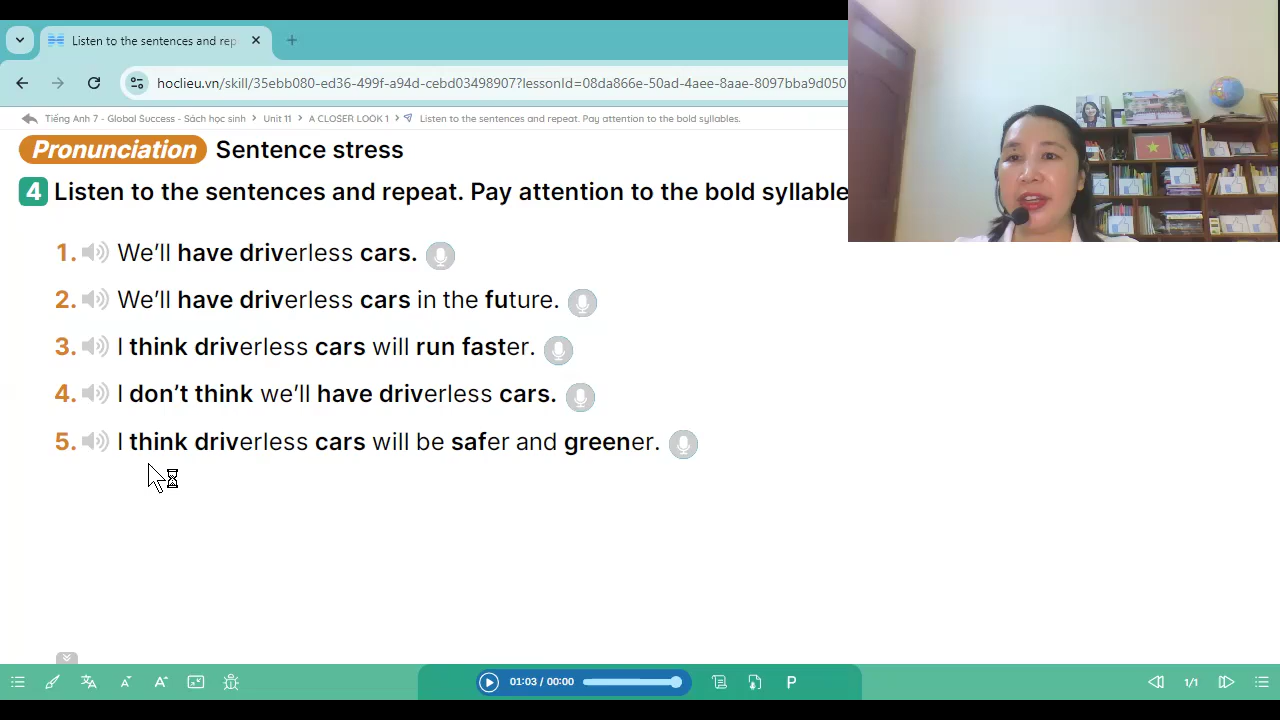 Listen to the sentences and rep
hoclieu.vn/skill/35ebb080-ed36-499f-a94d-cebd03498907?lessonId=08da866e-50ad-4aee-8aae-8097bba9d050
Tiếng Anh 7 - Global Success - Sách học sinh > Unit 11 > A CLOSER LOOK 1 > Listen to the sentences and repeat. Pay attention to the bold syllables.
Pronunciation Sentence stress
4 Listen to the sentences and repeat. Pay attention to the bold syllable
1. We'll have driverless cars.
2. We'll have driverless cars in the future.
3. I think driverless cars will run faster.
4. I don't think we'll have driverless cars.
5. I think driverless cars will be safer and greener.
01:03 / 00:00
P
1/1